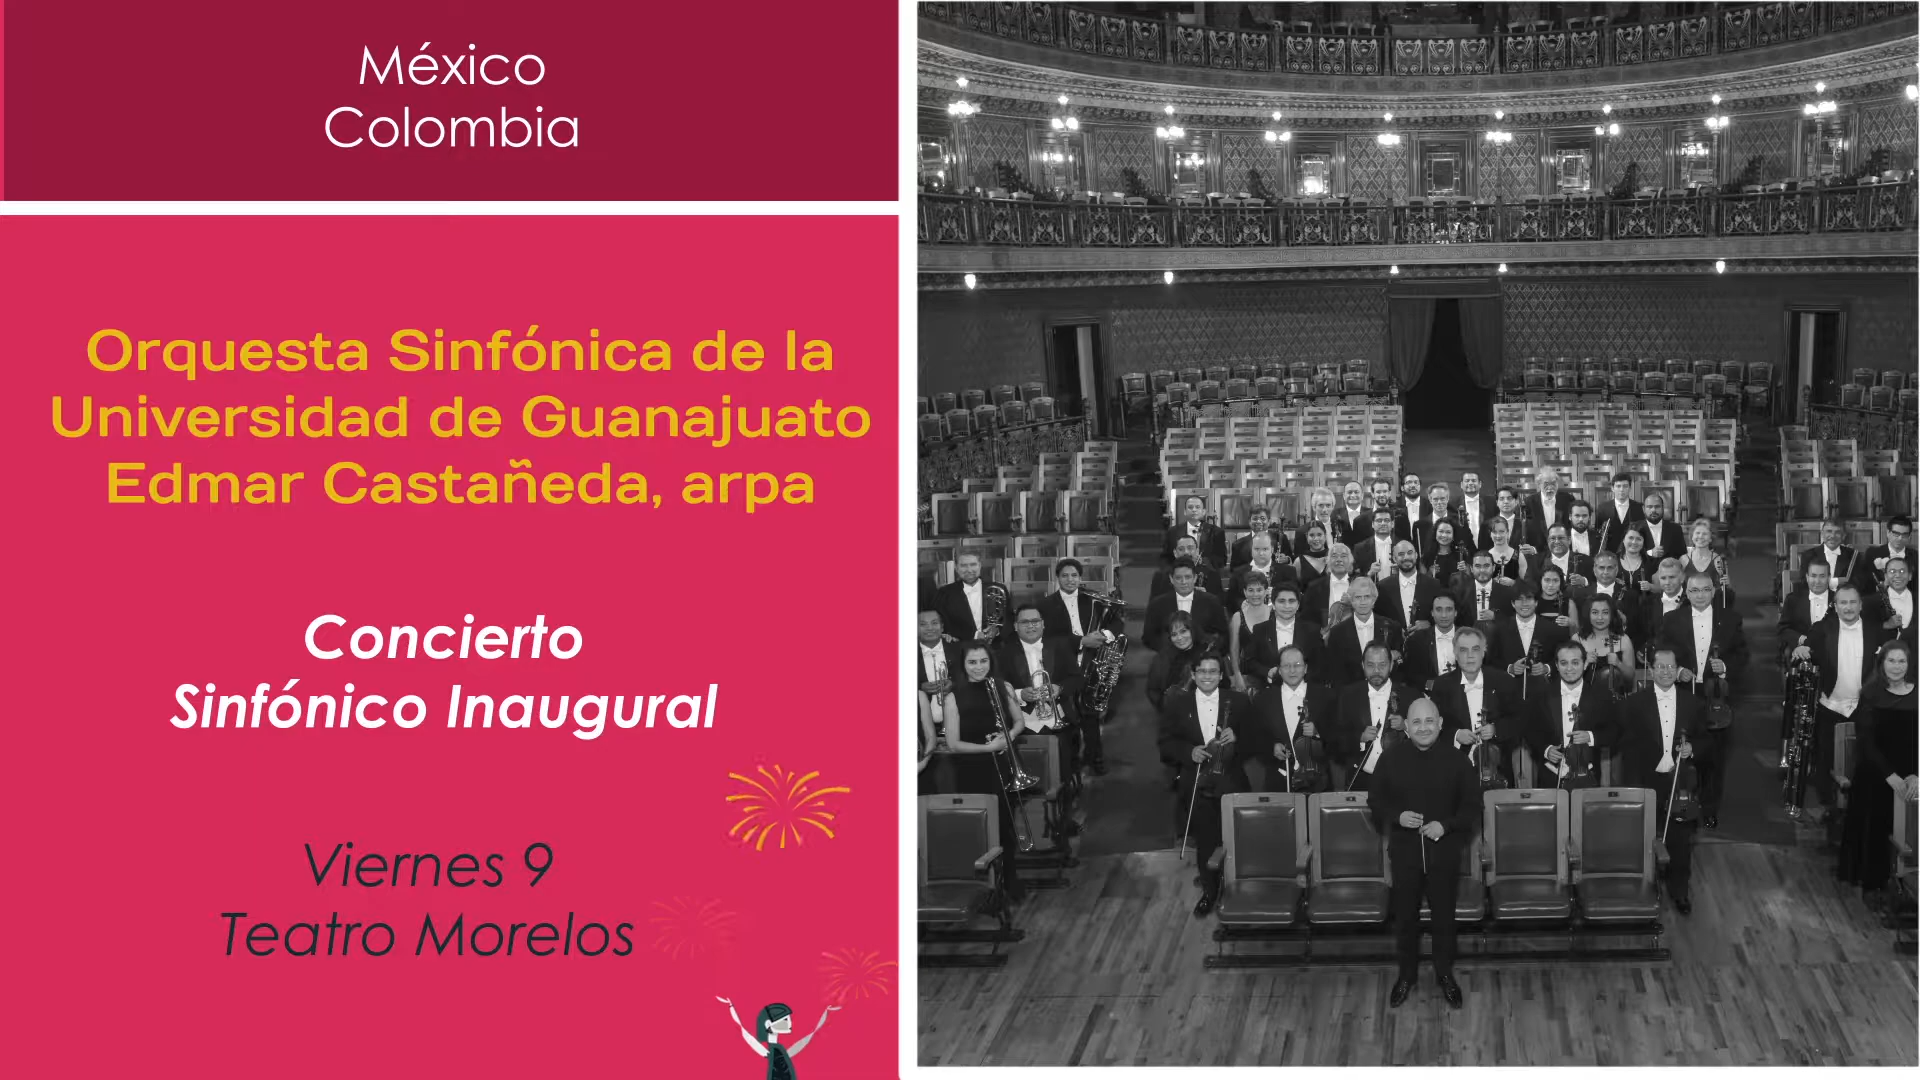 México
Colombia
Orquesta Sinfónica de la
Universidad de Guanajuato
Edmar Castañeda, arpa
Concierto
Sinfónico Inaugural
Viernes 9
Teatro Morelos